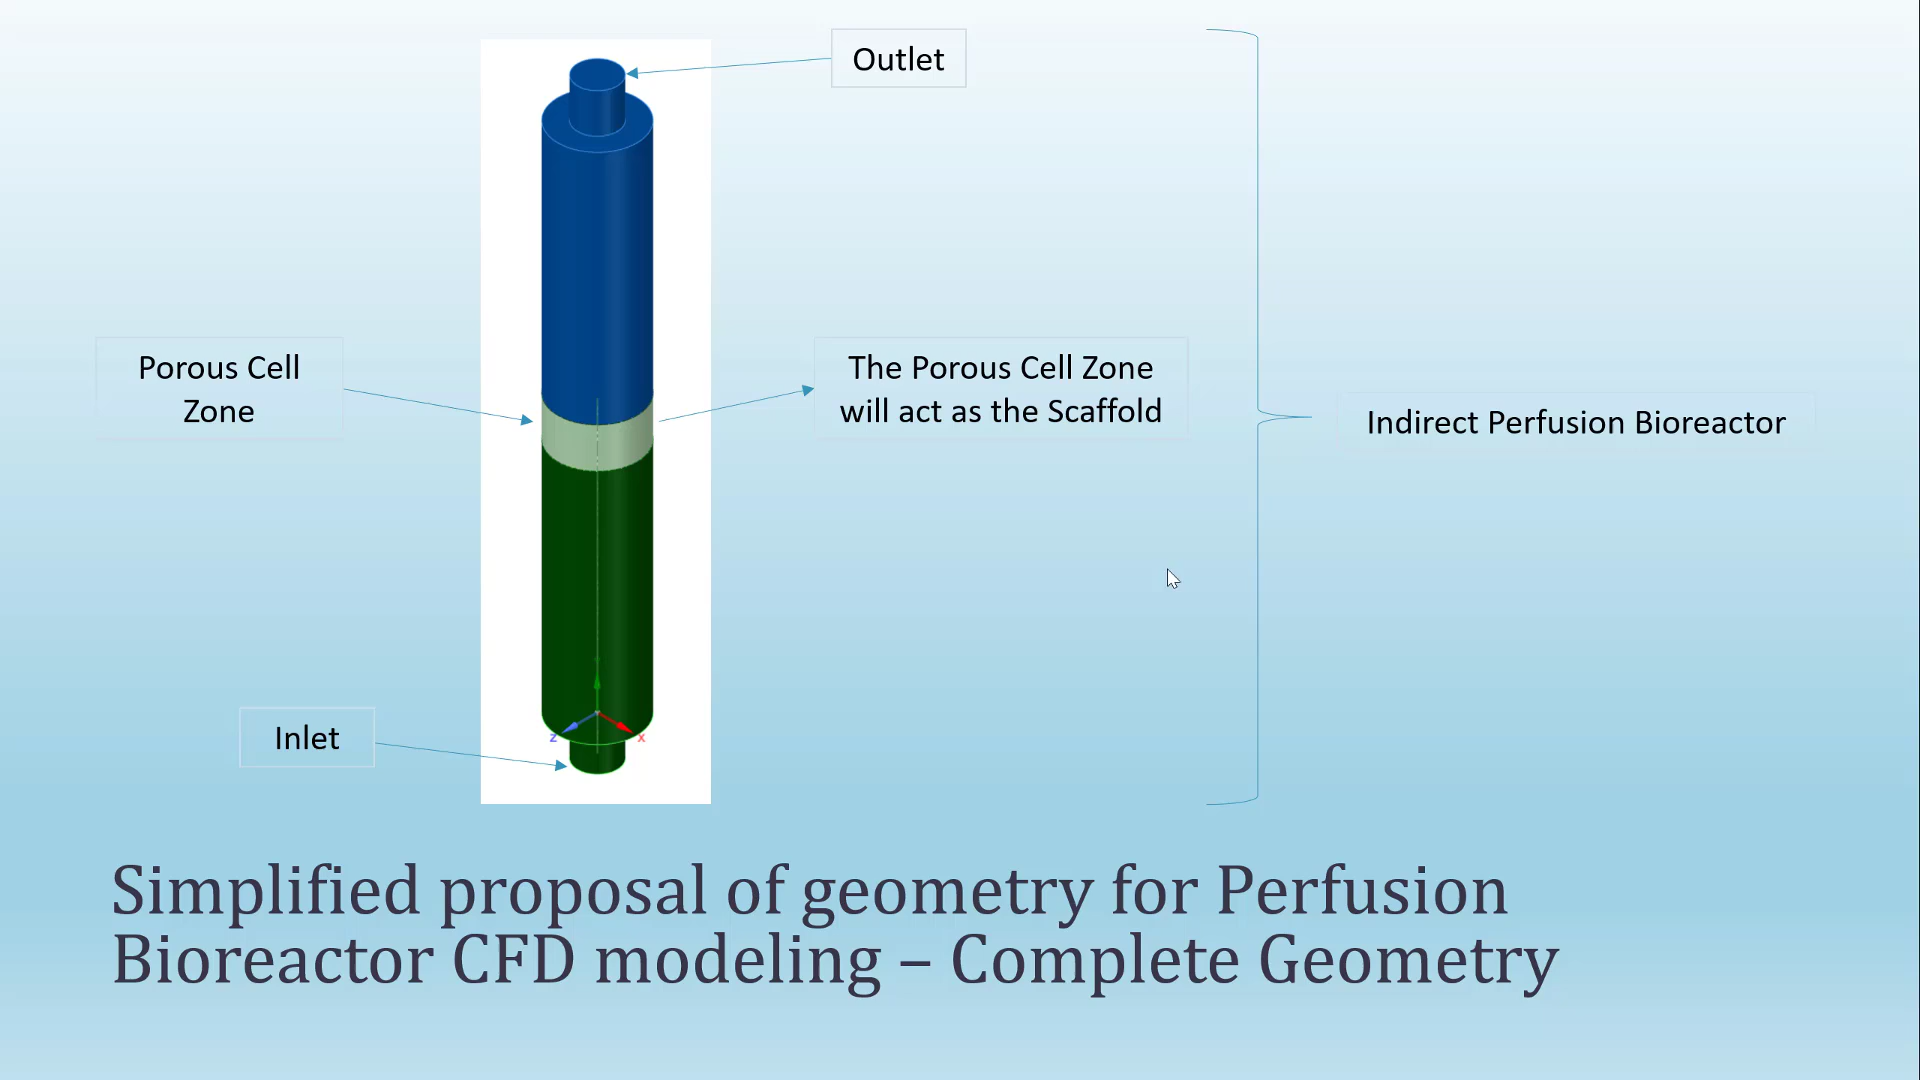 Outlet
Porous Cell
Zone
The Porous Cell Zone
will act as the Scaffold
Indirect Perfusion Bioreactor
Inlet
z
x
Simplified proposal of geometry for Perfusion
Bioreactor CFD modeling – Complete Geometry